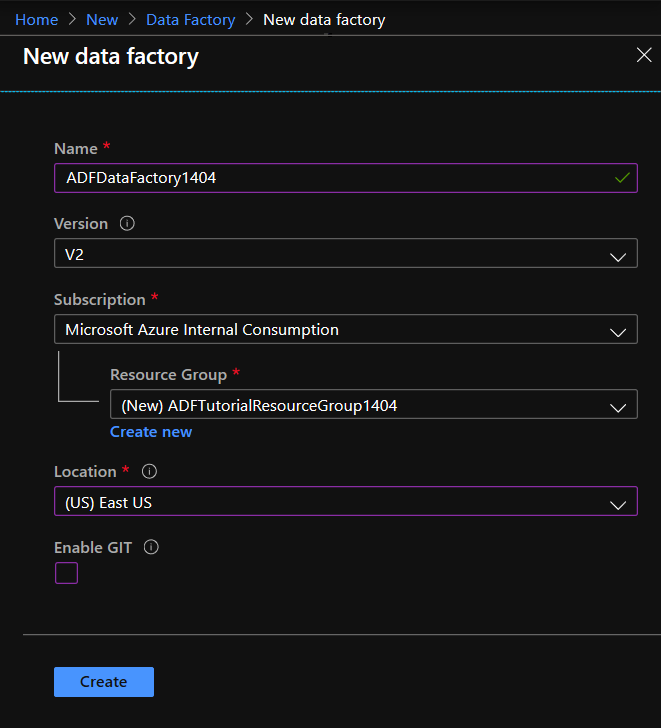 Home > New > Data Factory > New data factory
New data factory
Name *
ADFDataFactory1404
Version
V2
Subscription *
Microsoft Azure Internal Consumption
Resource Group *
(New) ADFTutorialResourceGroup1404
Create new
Location *
(US) East US
Enable GIT
Create